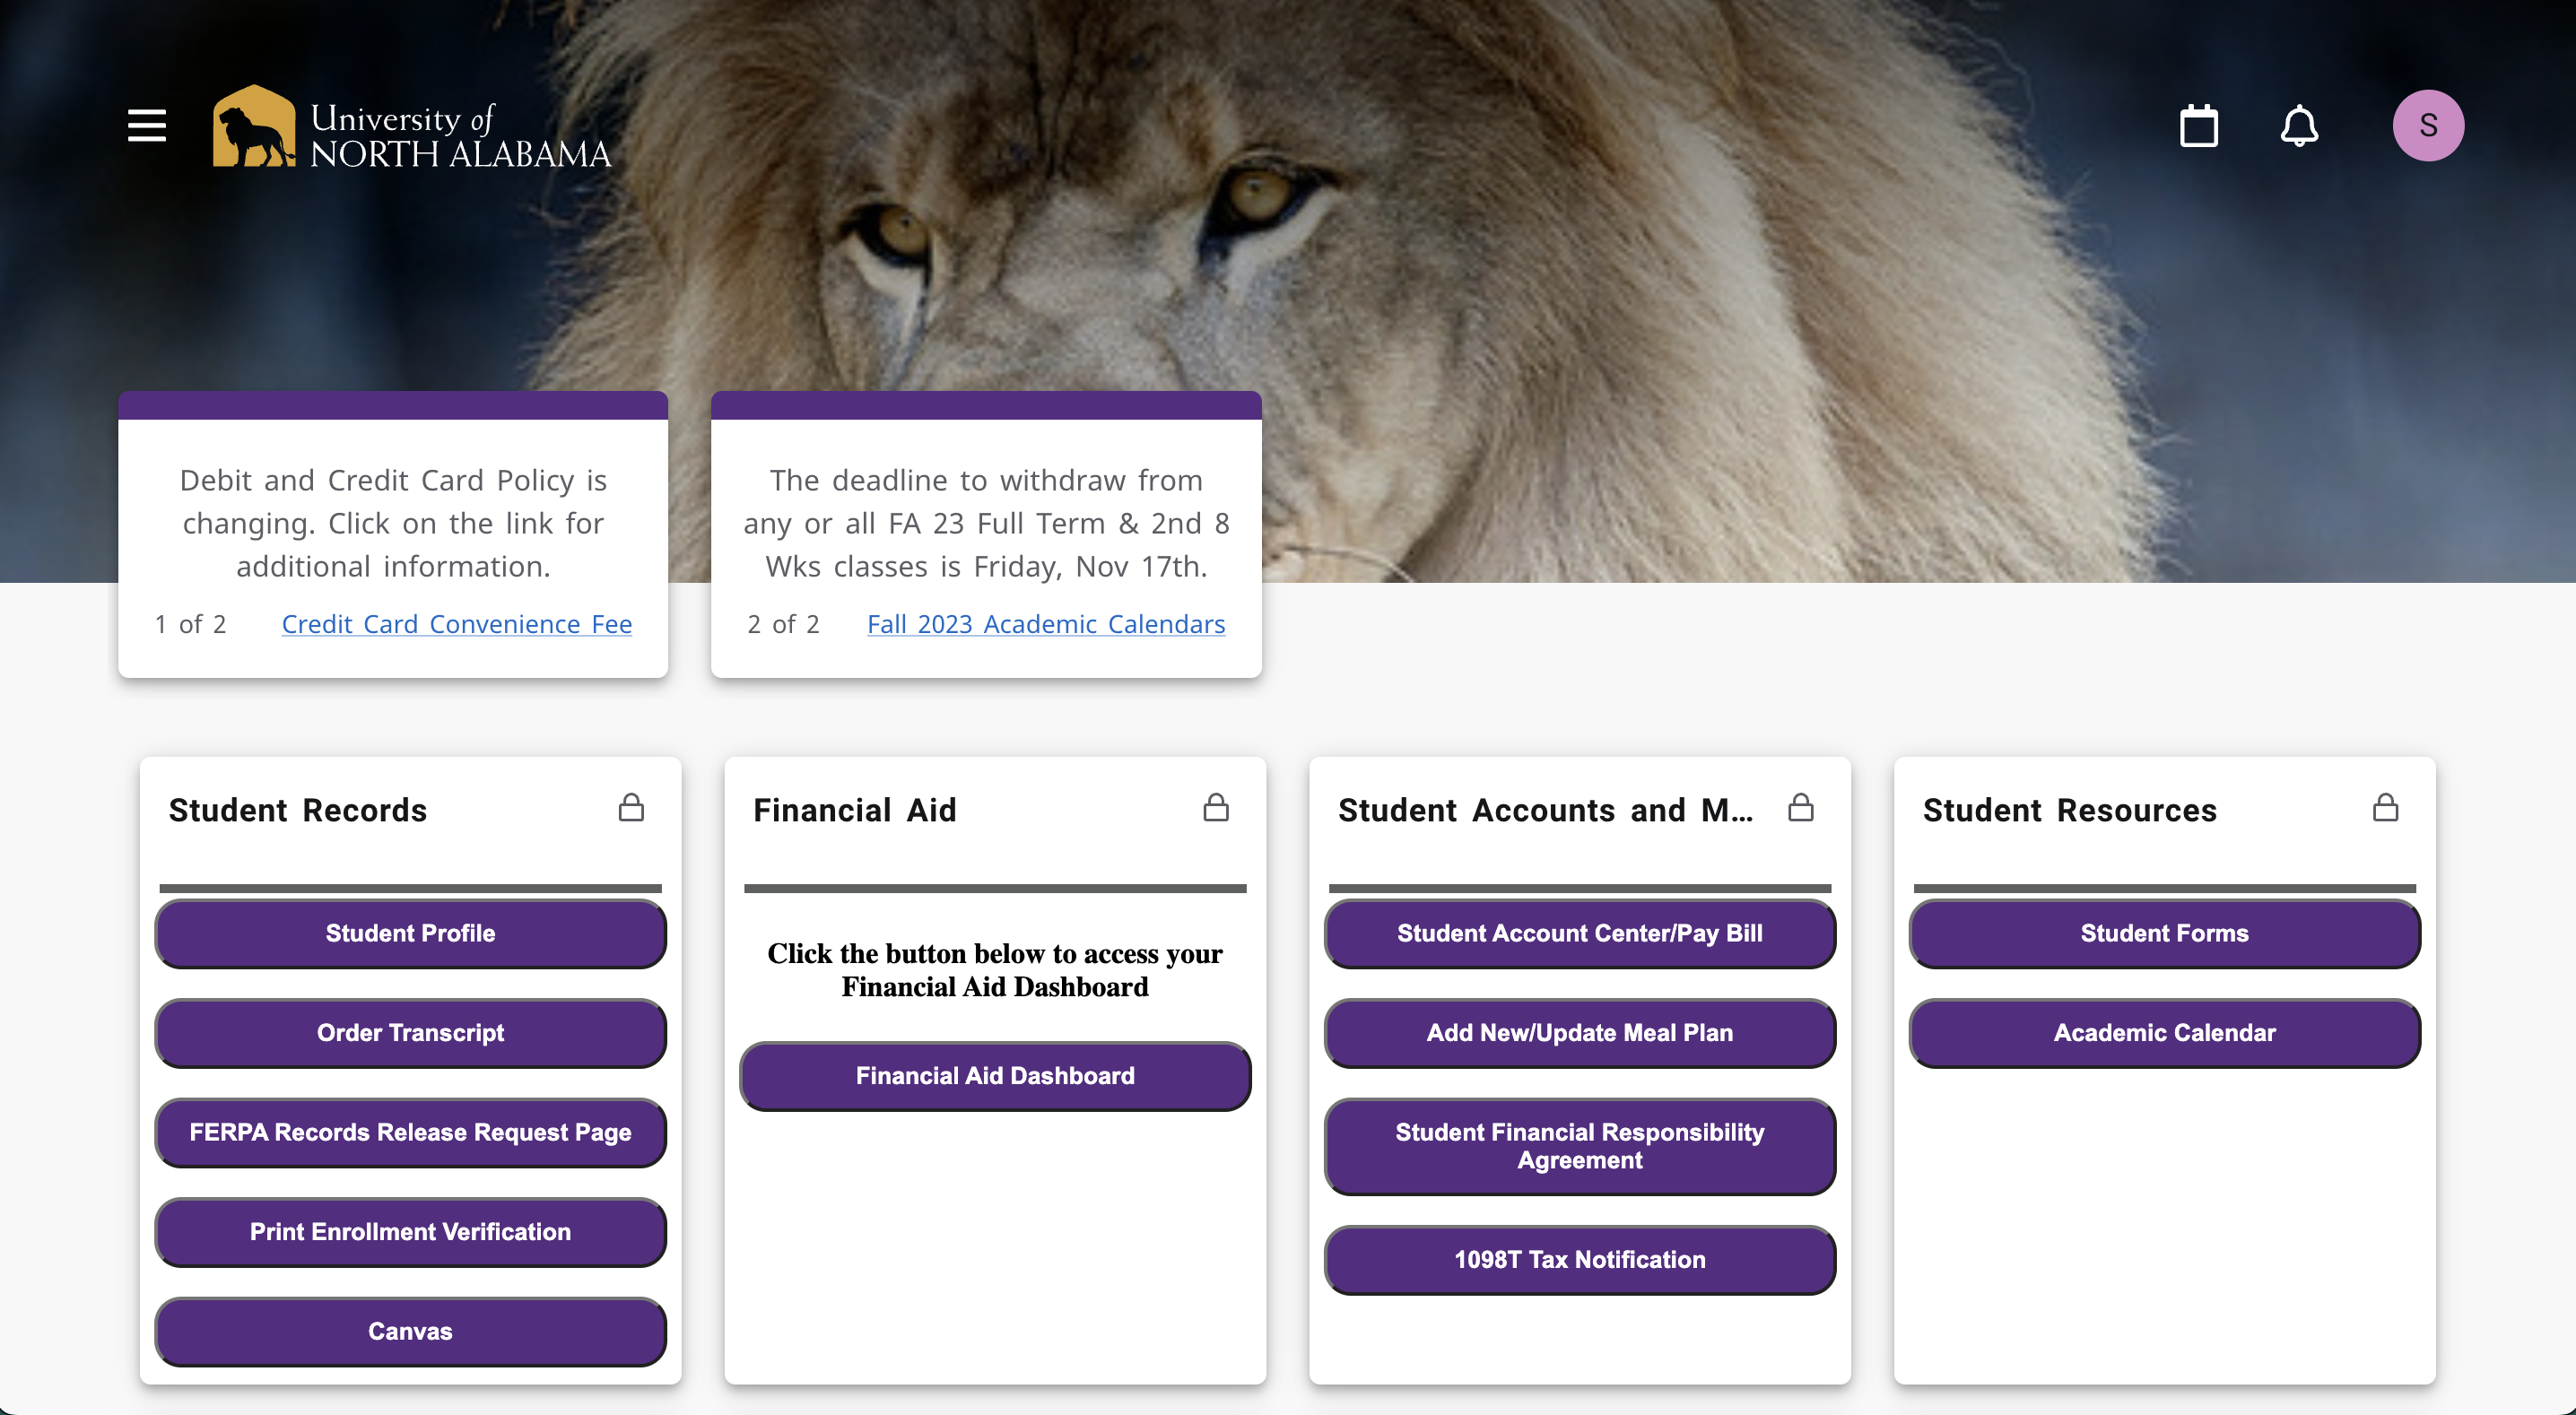 University of
NORTH ALABAMA
S
Debit and Credit Card Policy is
changing. Click on the link for
additional information.
1 of 2 Credit Card Convenience Fee
The deadline to withdraw from
any or all FA 23 Full Term & 2nd 8
Wks classes is Friday, Nov 17th.
2 of 2 Fall 2023 Academic Calendars
Student Records
Student Profile
Order Transcript
FERPA Records Release Request Page
Print Enrollment Verification
Canvas
Financial Aid
Click the button below to access your
Financial Aid Dashboard
Financial Aid Dashboard
Student Accounts and M...
Student Account Center/Pay Bill
Add New/Update Meal Plan
Student Financial Responsibility
Agreement
1098T Tax Notification
Student Resources
Student Forms
Academic Calendar